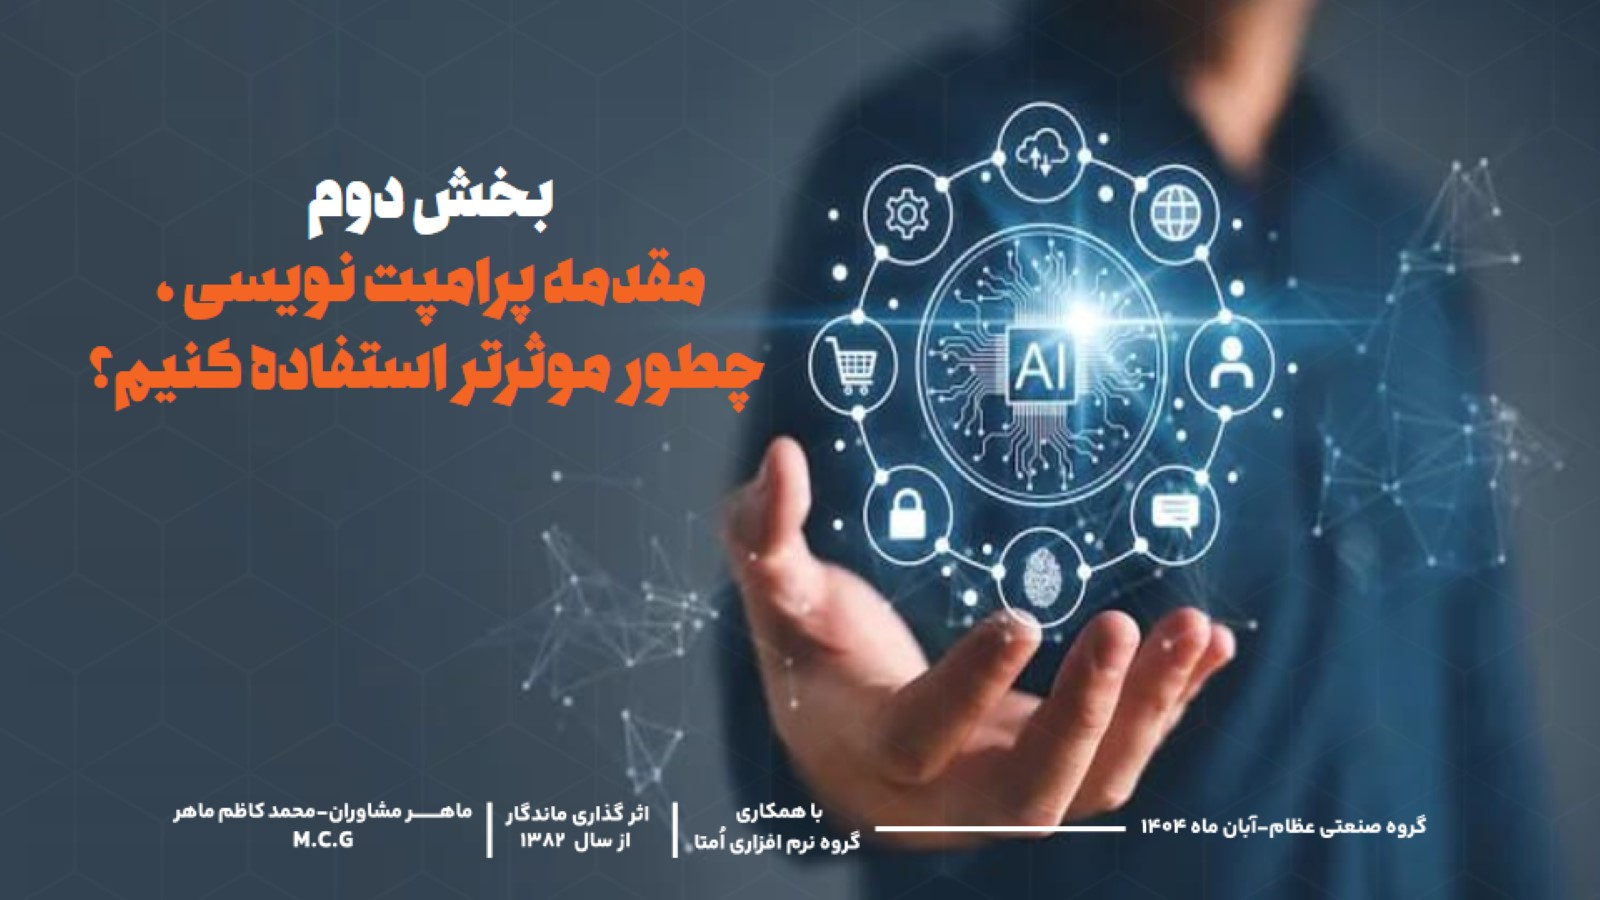 بخش دوم
مقدمه پرامپت نویسی ،
چطور موثرتر استفاده کنیم؟
AI
گروه صنعتی عظام-آبان ماه ۱۴۰۴
با همکاری
گروه نرم افزاری اُمتا.
اثر گذاری ماندگار
از سال ۱۳۸۲
ماهـــر مشاوران-محمد کاظم ماهر
M.C.G